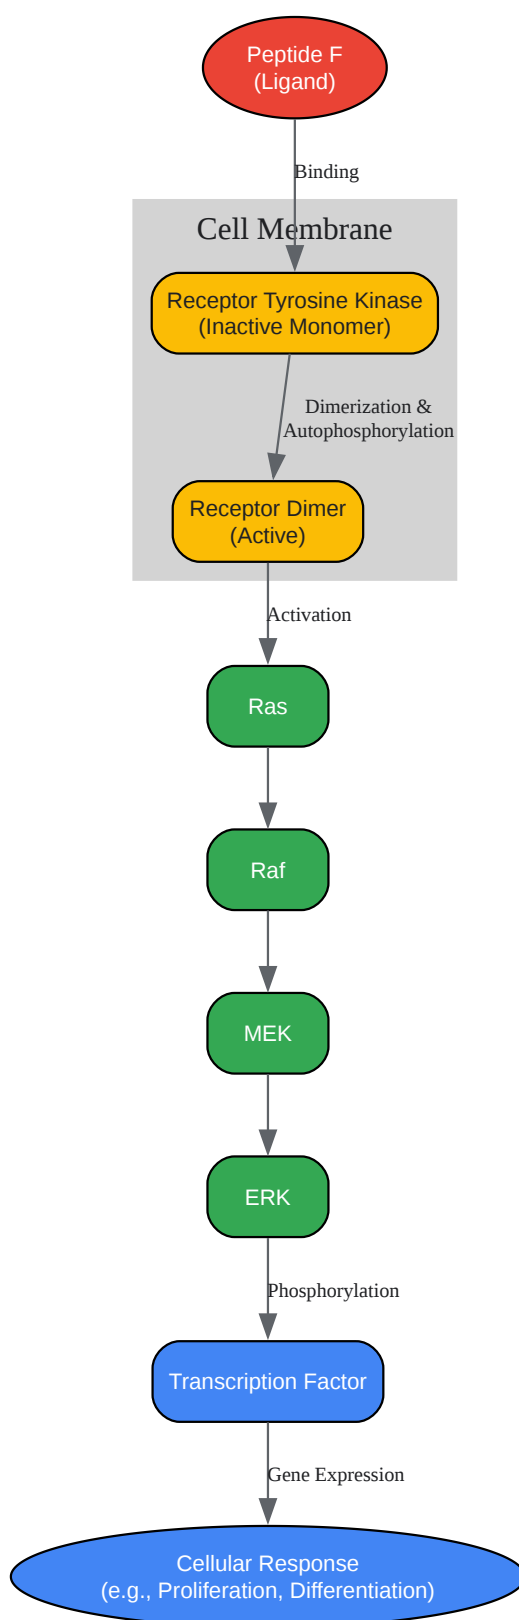 Peptide F
(Ligand)
Binding
Cell Membrane
Receptor Tyrosine Kinase
(Inactive Monomer)
Dimerization &
Autophosphorylation
Receptor Dimer
(Active)
Activation
Ras
Raf
MEK
ERK
Phosphorylation
Transcription Factor
Gene Expression
Cellular Response
(e.g., Proliferation, Differentiation)